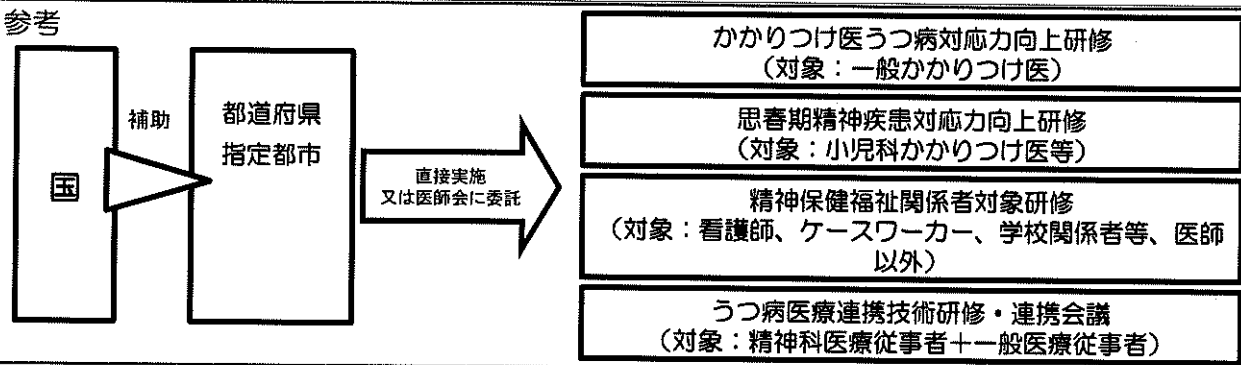 参考
国
補助
都道府県
指定都市
直接実施
又は医師会に委託
かかりつけ医うつ病対応力向上研修
（対象：一般かかりつけ医）
思春期精神疾患対応力向上研修
（対象：小児科かかりつけ医等）
精神保健福祉関係者対象研修
（対象：看護師、ケースワーカー、学校関係者等、医師
以外）
うつ病医療連携技術研修・連携会議
（対象：精神科医療従事者＋一般医療従事者）